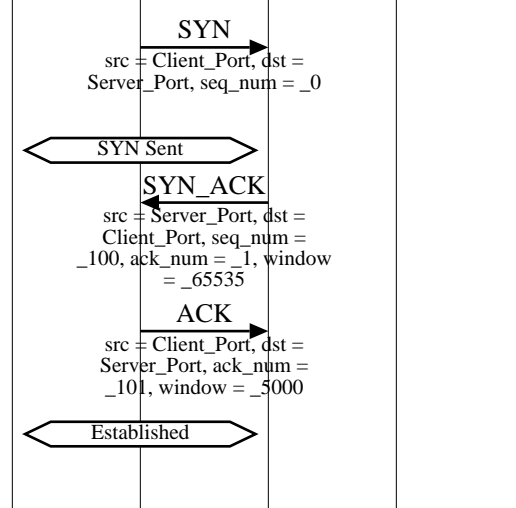 SYN
src = Client_Port, dst =
Server_Port, seq_num = _0
SYN Sent
SYN_ACK
src = Server_Port, dst =
Client_Port, seq_num =
_100, ack_num = _1, window
= _65535
ACK
src = Client_Port, dst =
Server_Port, ack_num =
_101, window = _5000
Established